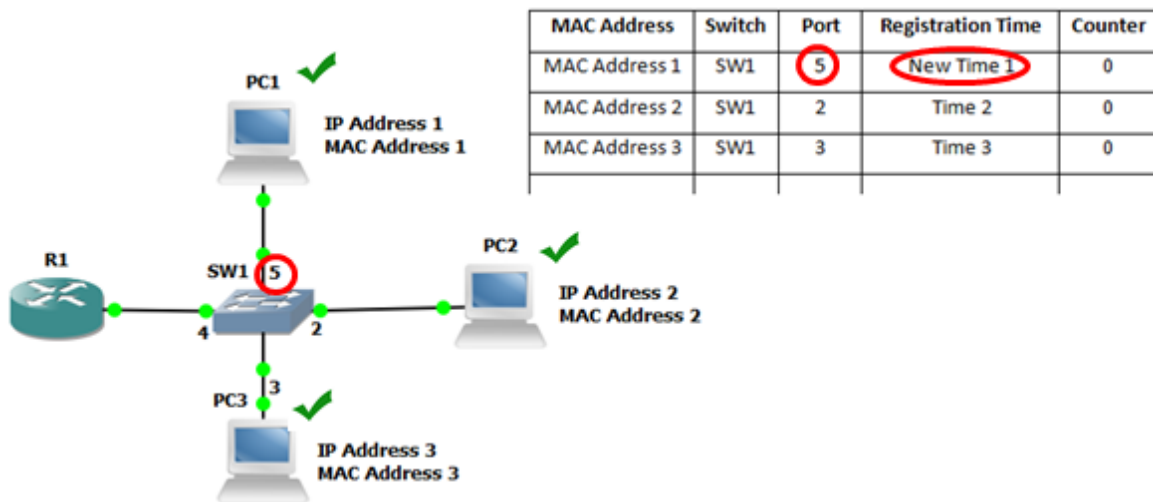 MAC Address Switch Port Registration Time Counter
MAC Address 1 SW1 5 New Time 1 0
MAC Address 2 SW1 2 Time 2 0
MAC Address 3 SW1 3 Time 3 0
PC1
IP Address 1
MAC Address 1
R1
SW1 5
4
2
PC2
IP Address 2
MAC Address 2
3
PC3
IP Address 3
MAC Address 3